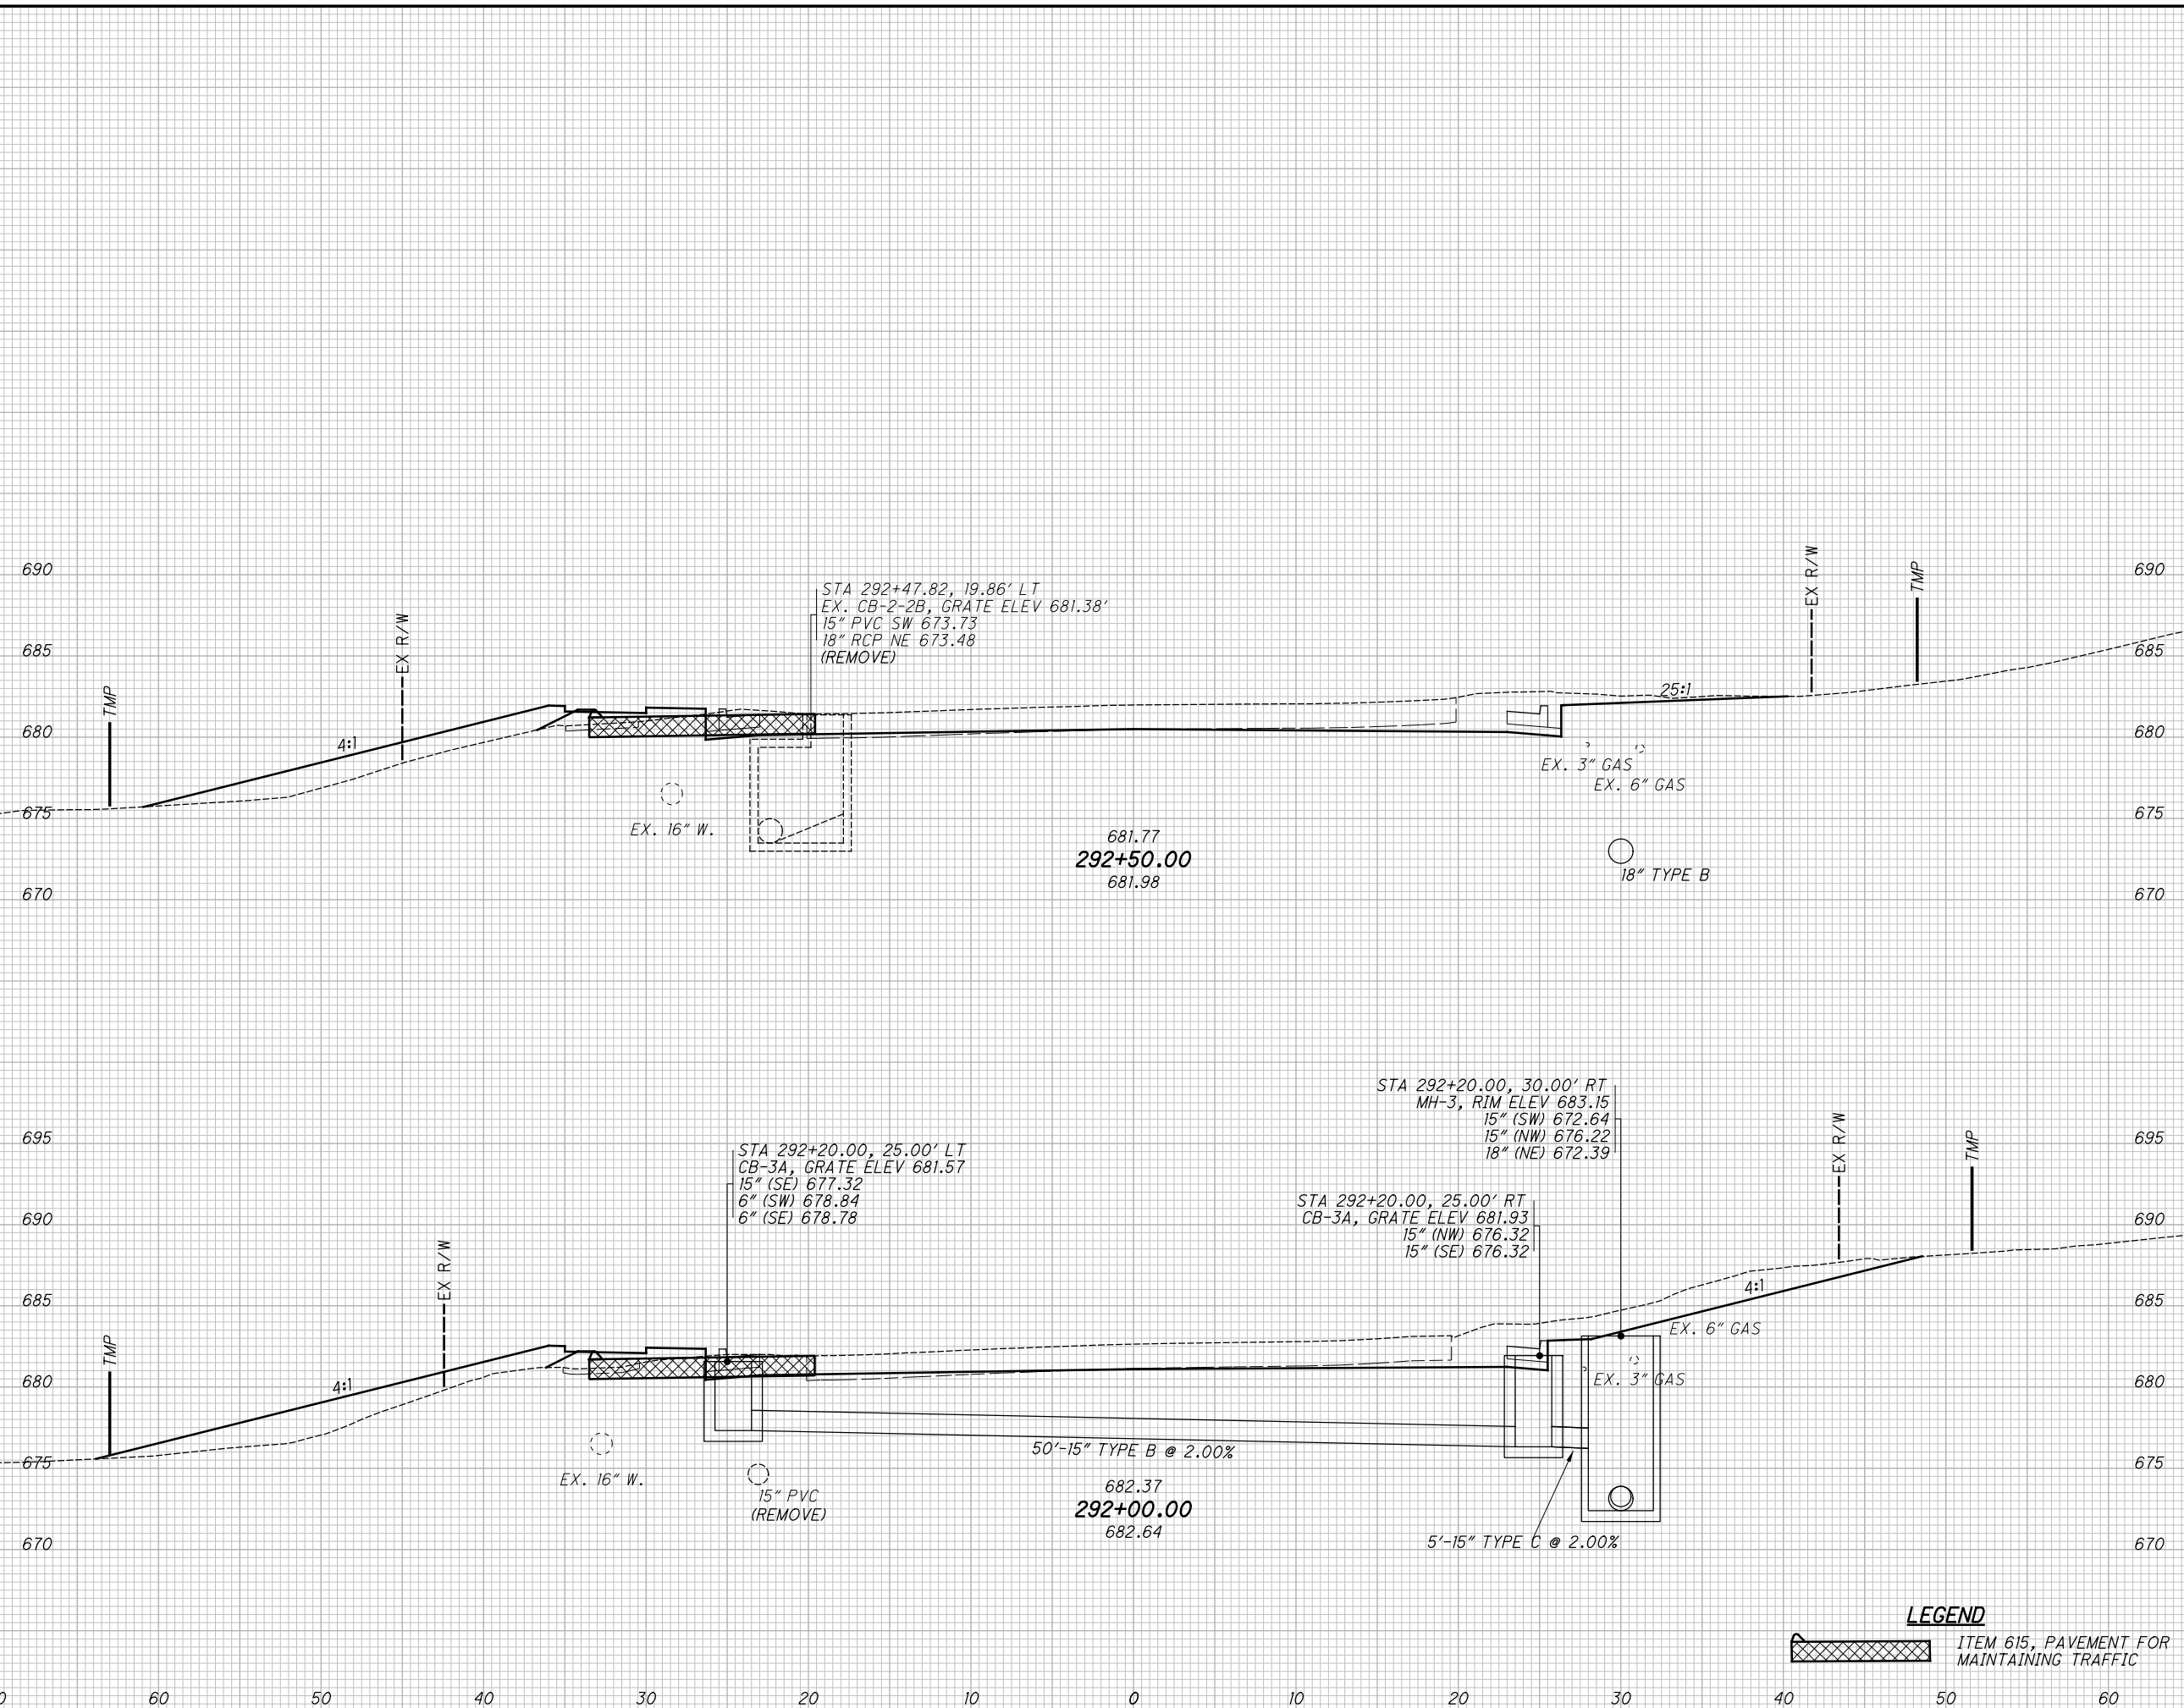 690
685
680
675
670
TMP
4:1
EX R/W
EX. 16" W.
STA 292+47.82, 19.86' LT
EX. CB-2-2B, GRATE ELEV 681.38'
15" PVC SW 673.73
18" RCP NE 673.48
(REMOVE)
681.77
292+50.00
681.98
25:1
EX R/W
TMP
EX. 3" GAS
EX. 6" GAS
18" TYPE B
690
685
680
675
670
695
690
685
680
675
670
TMP
4:1
EX R/W
EX. 16" W.
STA 292+20.00, 25.00' LT
CB-3A, GRATE ELEV 681.57
15" (SE) 677.32
6" (SW) 678.84
6" (SE) 678.78
15" PVC
(REMOVE)
50'-15" TYPE B @ 2.00%
682.37
292+00.00
682.64
STA 292+20.00, 30.00' RT
MH-3, RIM ELEV 683.15
15" (SW) 672.64
15" (NW) 676.22
18" (NE) 672.39
STA 292+20.00, 25.00' RT
CB-3A, GRATE ELEV 681.93
15" (NW) 676.32
15" (SE) 676.32
4:1
EX R/W
TMP
EX. 6" GAS
EX. 3" GAS
5'-15" TYPE C @ 2.00%
695
690
685
680
675
670
LEGEND
ITEM 615, PAVEMENT FOR
MAINTAINING TRAFFIC
60 50 40 30 20 10 0 10 20 30 40 50 60